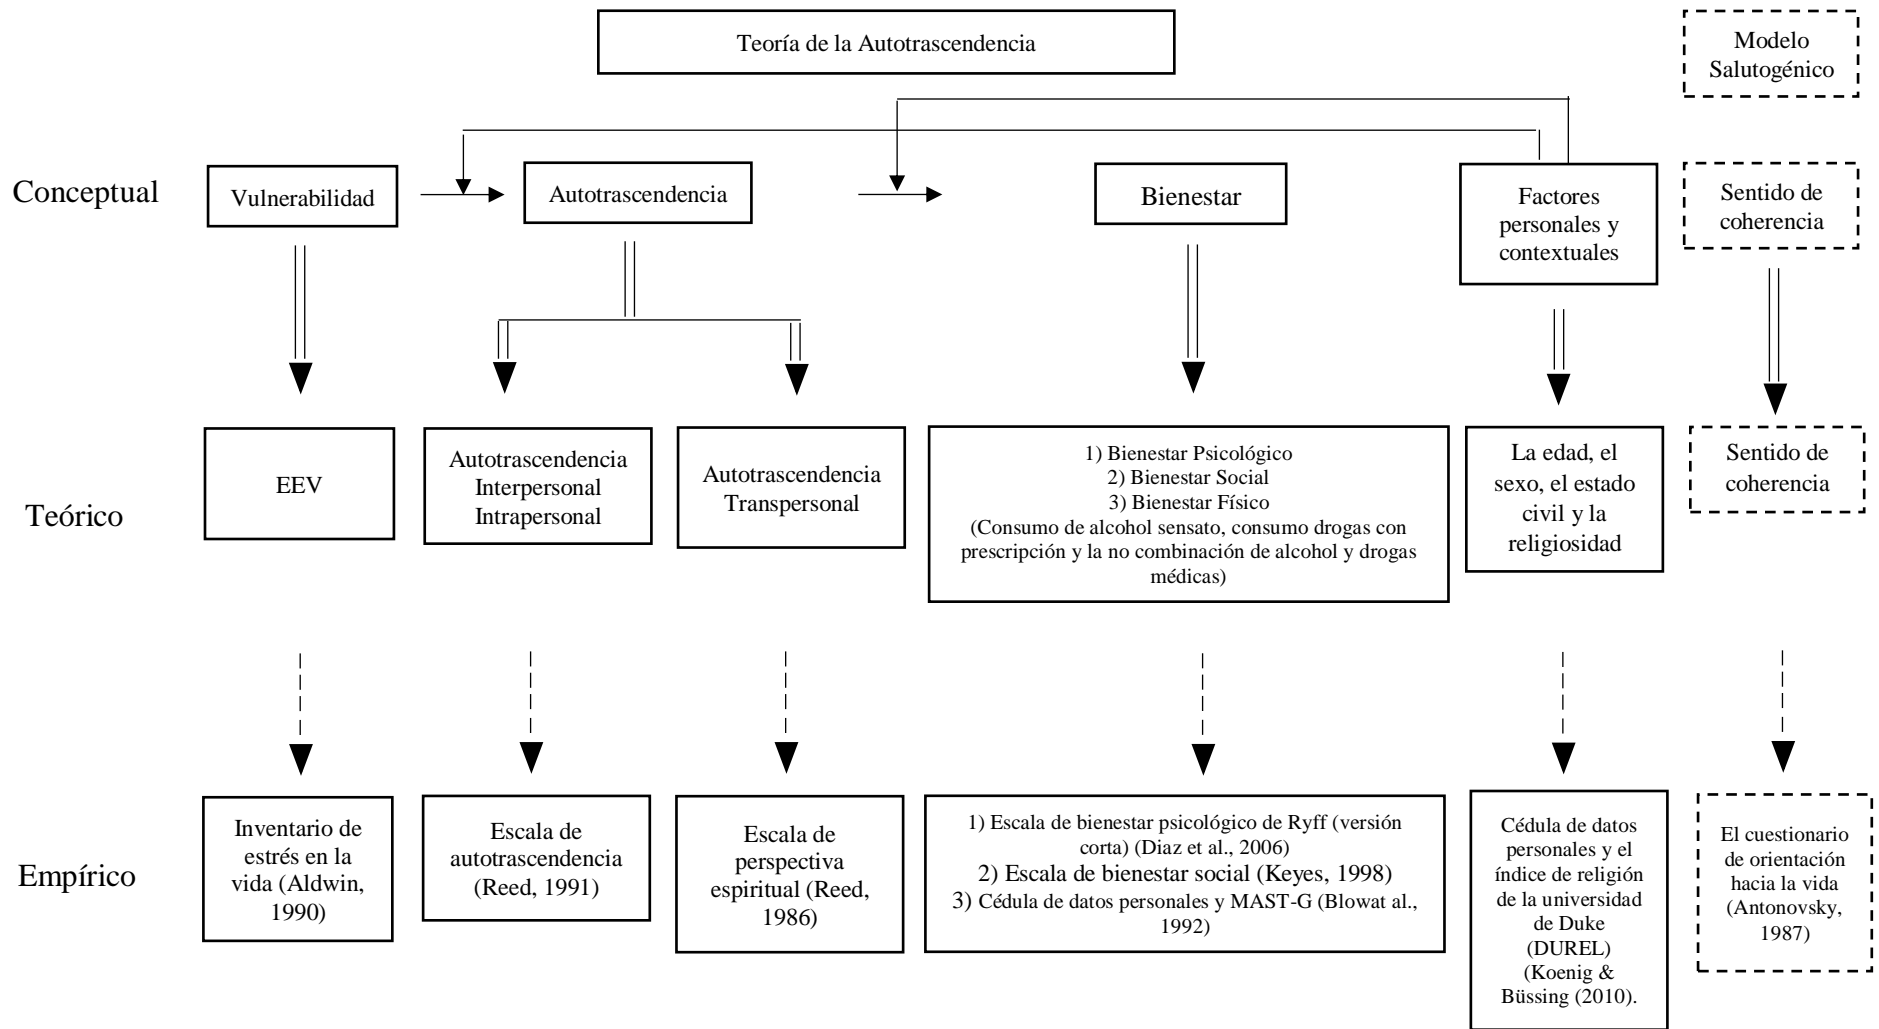 Teoría de la Autotrascendencia
Modelo
Salutogénico
Conceptual
Vulnerabilidad
Autotrascendencia
Bienestar
Factores
personales y
contextuales
Sentido de
coherencia
Teórico
EEV
Autotrascendencia
Interpersonal
Intrapersonal
Autotrascendencia
Transpersonal
1) Bienestar Psicológico
2) Bienestar Social
3) Bienestar Físico
(Consumo de alcohol sensato, consumo drogas con
prescripción y la no combinación de alcohol y drogas
médicas)
La edad, el
sexo, el estado
civil y la
religiosidad
Sentido de
coherencia
Empírico
Inventario de
estrés en la
vida (Aldwin,
1990)
Escala de
autotrascendencia
(Reed, 1991)
Escala de
perspectiva
espiritual (Reed,
1986)
1) Escala de bienestar psicológico de Ryff (versión
corta) (Diaz et al., 2006)
2) Escala de bienestar social (Keyes, 1998)
3) Cédula de datos personales y MAST-G (Blowat al.,
1992)
Cédula de datos
personales y el
índice de religión
de la universidad
de Duke
(DUREL)
(Koenig &
Büssing (2010).
El cuestionario
de orientación
hacia la vida
(Antonovsky,
1987)